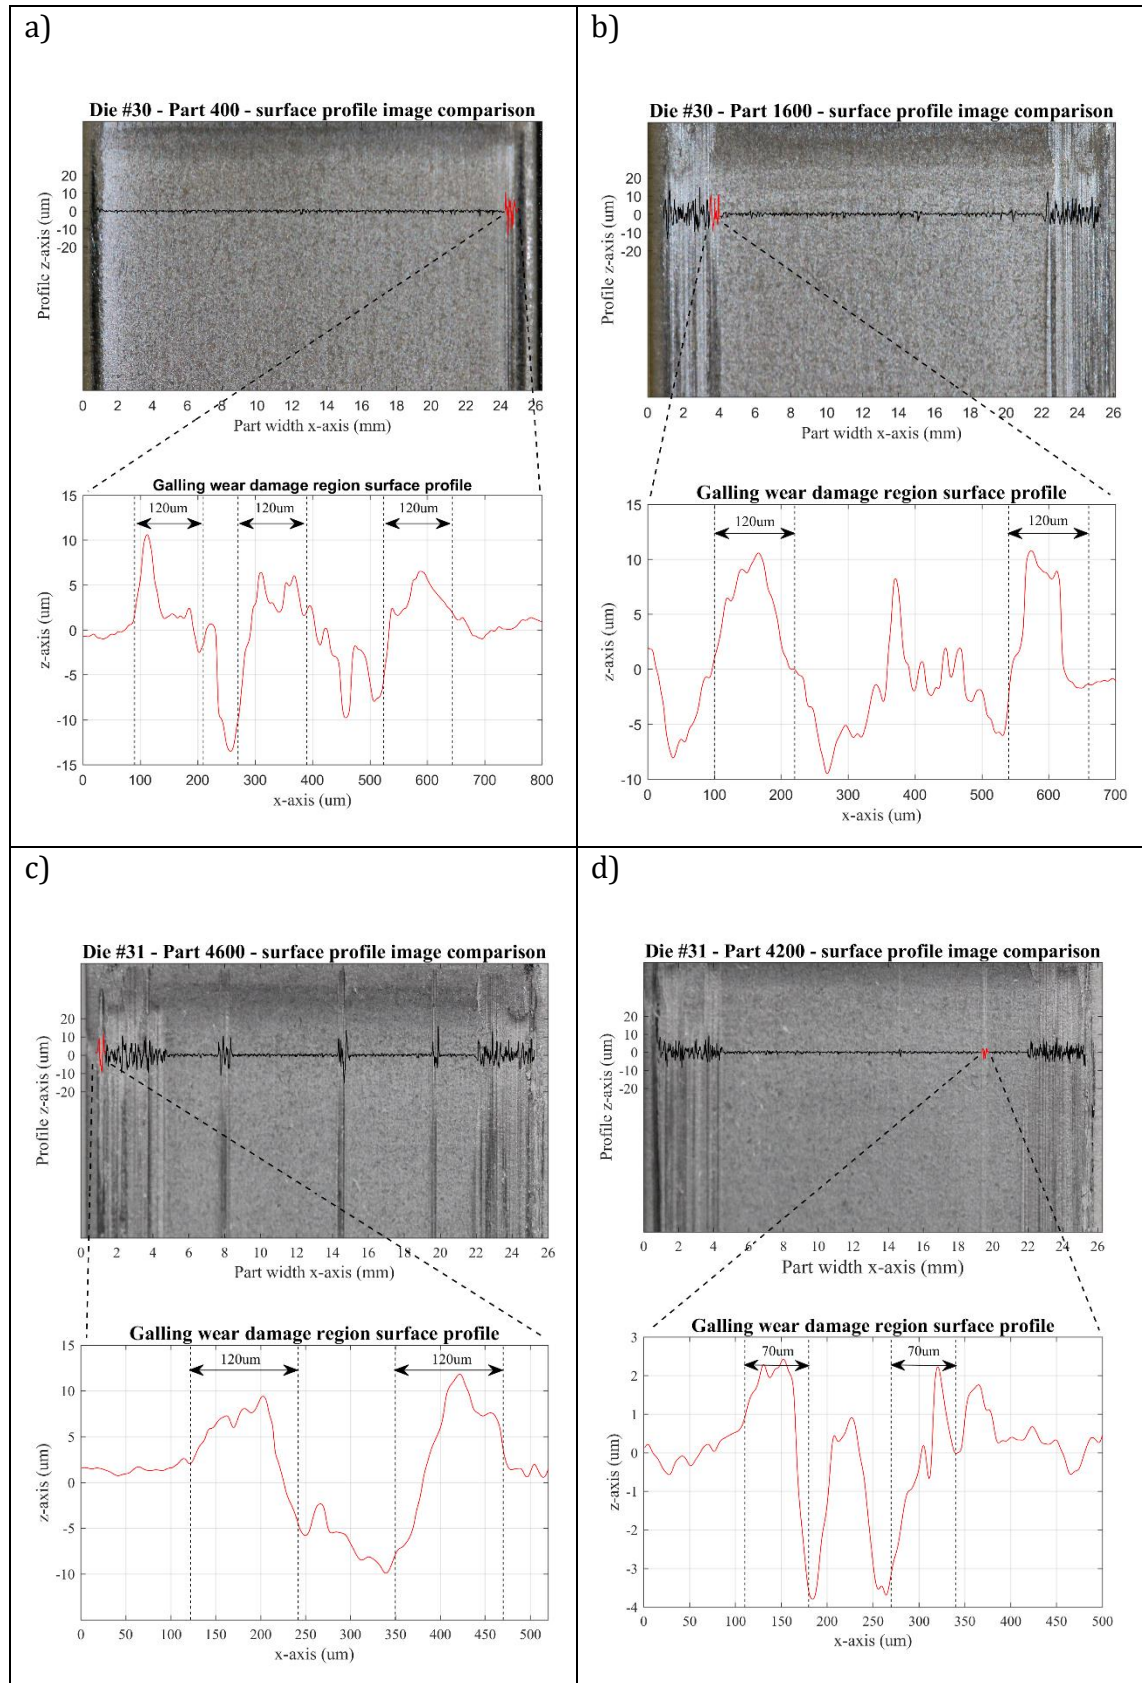 a)
Die #30 - Part 400 - surface profile image comparison
Profile z-axis (um)
20
10
0
-10
-20
0 2 4 6 8 10 12 14 16 18 20 22 24 26
Part width x-axis (mm)
Galling wear damage region surface profile
120um 120um 120um
z-axis (um)
15
10
5
0
-5
-10
-15
0 100 200 300 400 500 600 700 800
x-axis (um)
b)
Die #30 - Part 1600 - surface profile image comparison
Profile z-axis (um)
20
10
0
-10
-20
0 2 4 6 8 10 12 14 16 18 20 22 24 26
Part width x-axis (mm)
Galling wear damage region surface profile
120um 120um
z-axis (um)
15
10
5
0
-5
-10
0 100 200 300 400 500 600 700
x-axis (um)
c)
Die #31 - Part 4600 - surface profile image comparison
Profile z-axis (um)
20
10
0
-10
-20
0 2 4 6 8 10 12 14 16 18 20 22 24 26
Part width x-axis (mm)
Galling wear damage region surface profile
120um 120um
z-axis (um)
15
10
5
0
-5
-10
0 50 100 150 200 250 300 350 400 450 500
x-axis (um)
d)
Die #31 - Part 4200 - surface profile image comparison
Profile z-axis (um)
20
10
0
-10
-20
0 2 4 6 8 10 12 14 16 18 20 22 24 26
Part width x-axis (mm)
Galling wear damage region surface profile
70um 70um
z-axis (um)
3
2
1
0
-1
-2
-3
-4
0 50 100 150 200 250 300 350 400 450 500
x-axis (um)